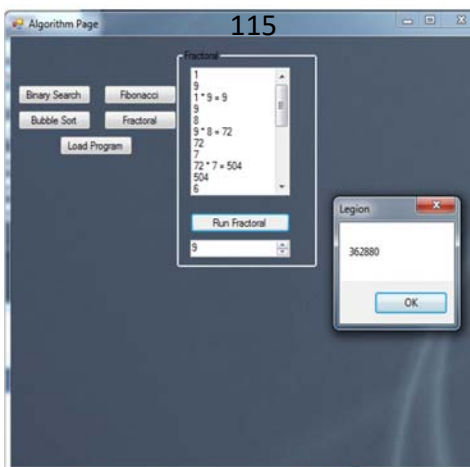 115
Algorithm Page
Fractoral
Binary Search
Fibonacci
Bubble Sort
Fractoral
Load Program
1
9
1 * 9 = 9
9
8
9 * 8 = 72
72
7
72 * 7 = 504
504
6
Run Fractoral
9
Legion
362880
OK